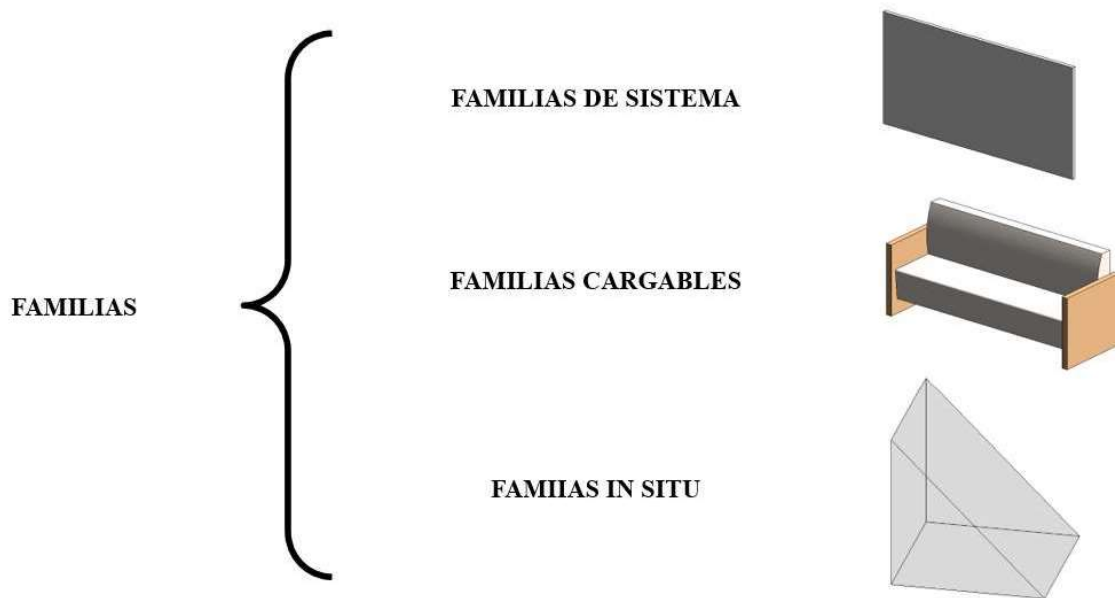 FAMILIAS DE SISTEMA
FAMILIAS CARGABLES
FAMILIAS
FAMIIAS IN SITU